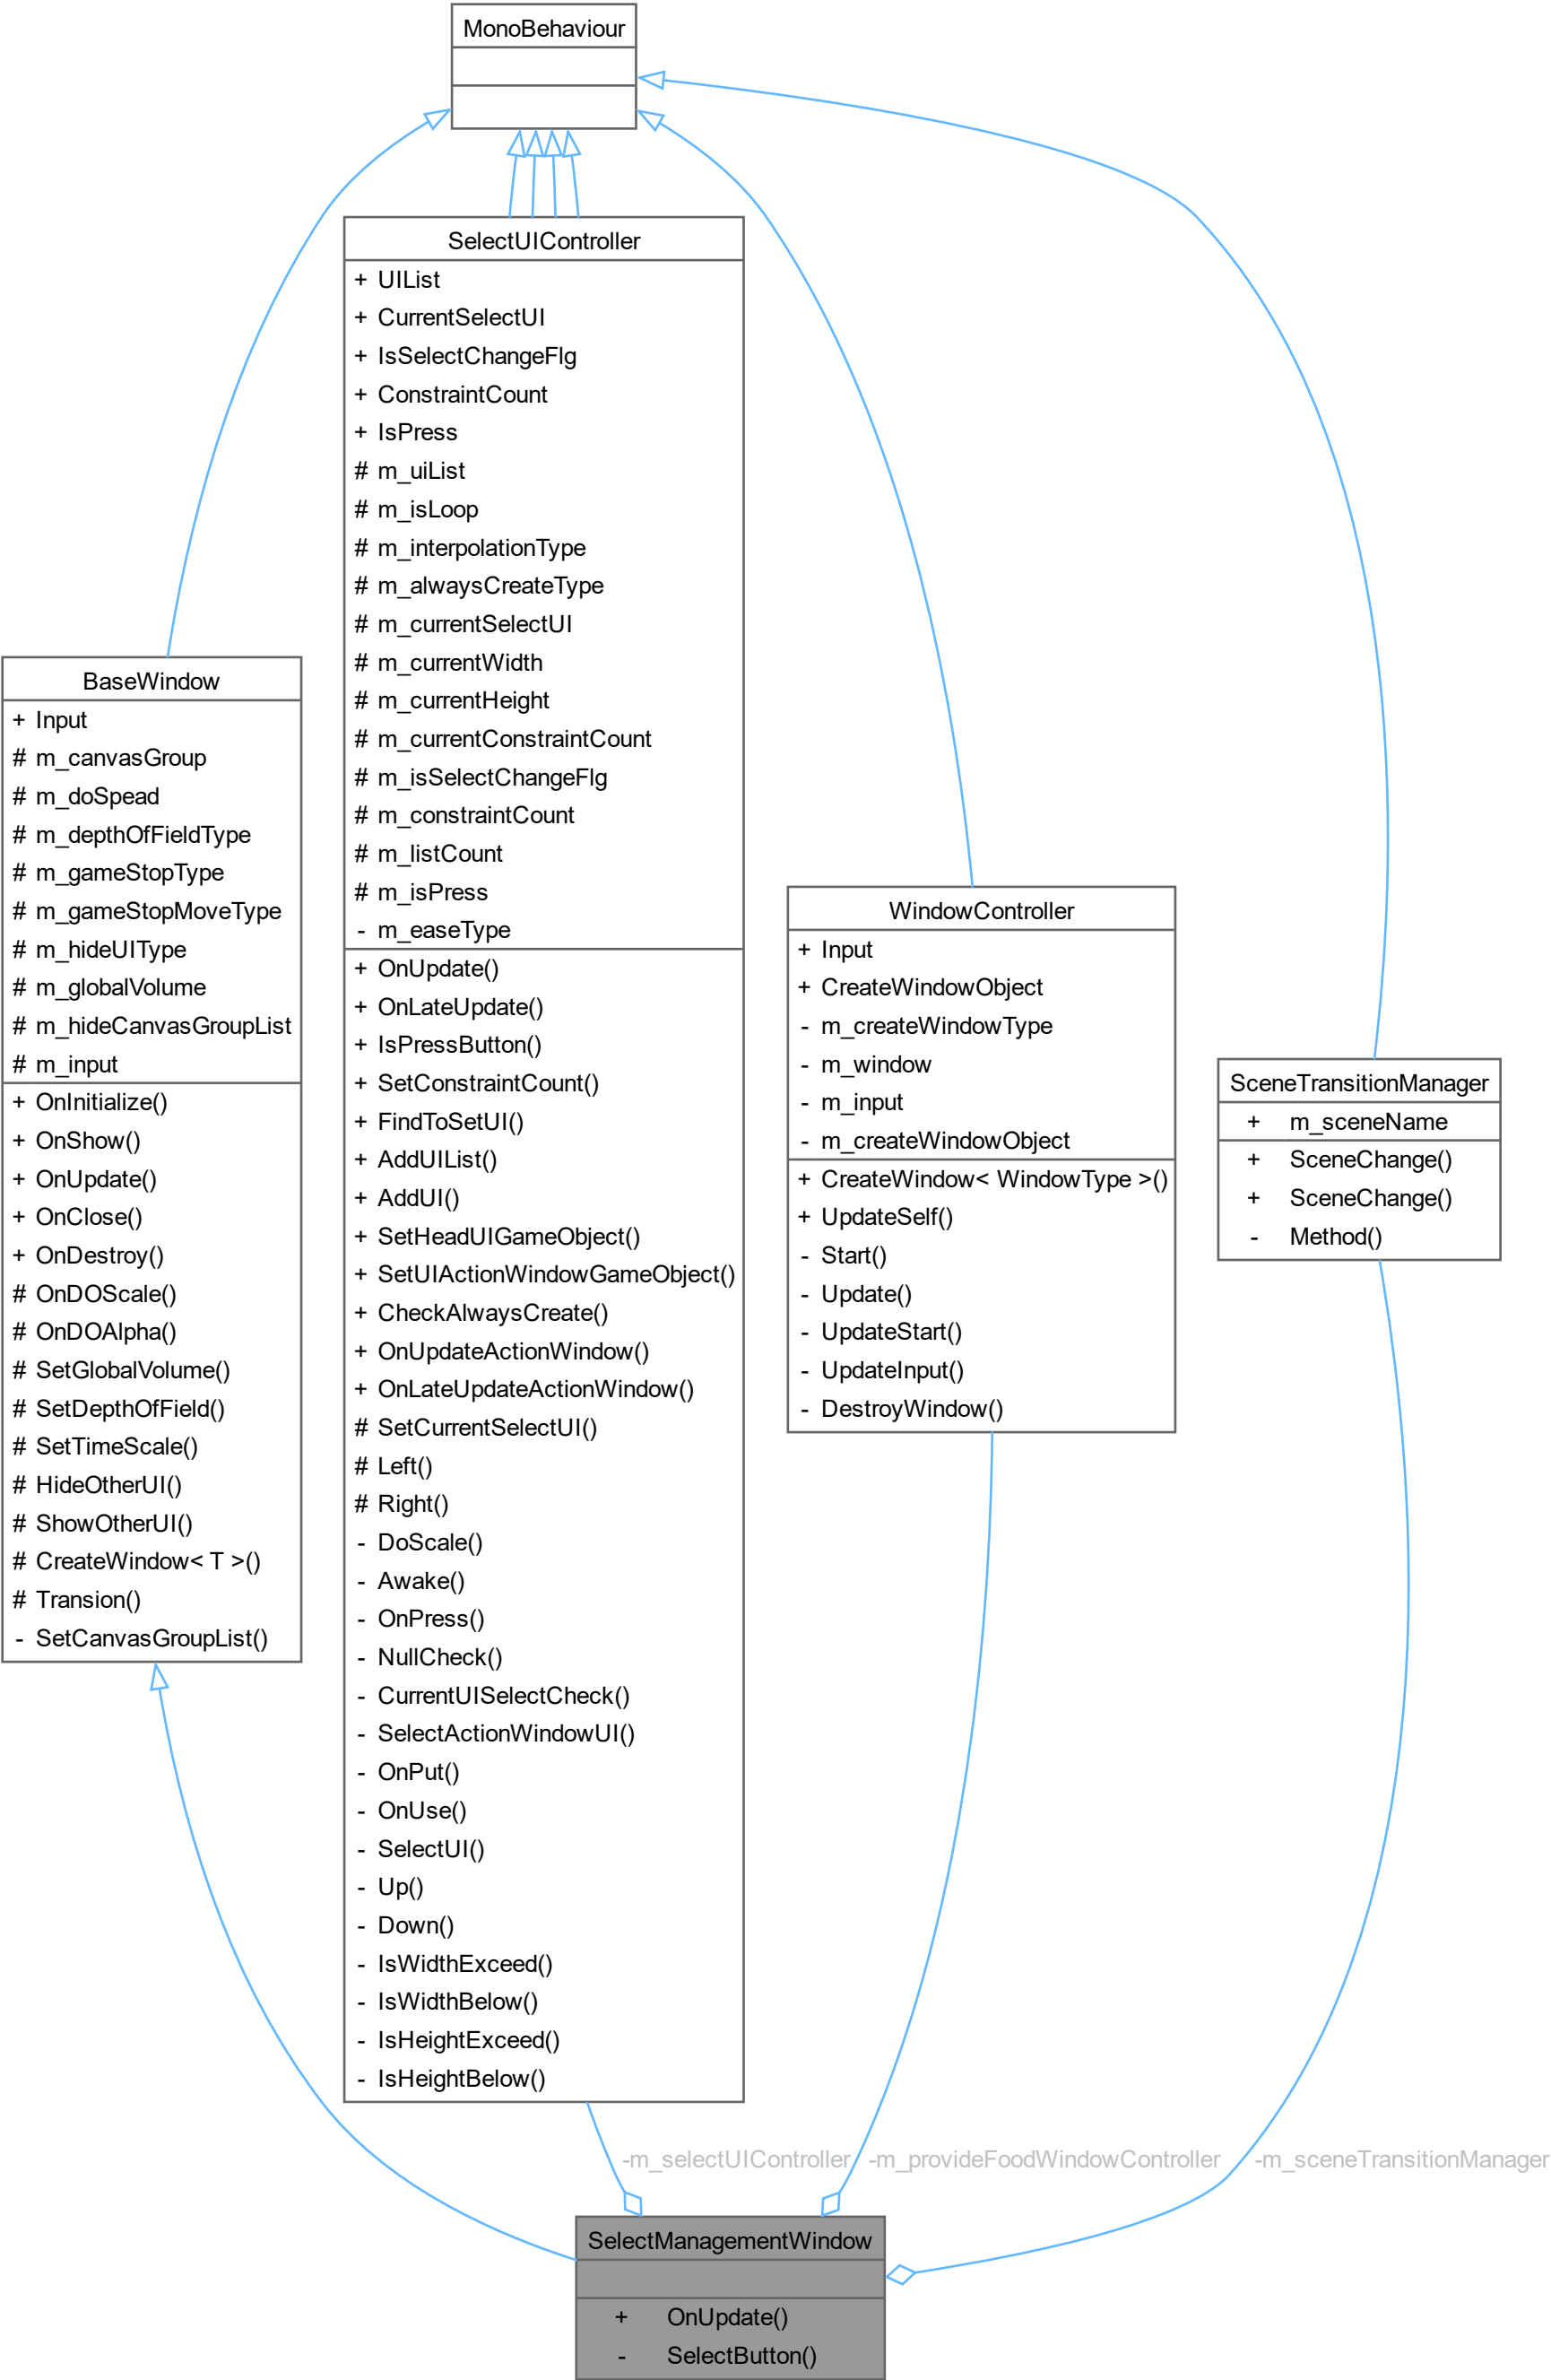 MonoBehaviour
SelectUIController
+ UIList
+ CurrentSelectUI
+ IsSelectChangeFlg
+ ConstraintCount
+ IsPress
# m_uiList
# m_isLoop
# m_interpolationType
# m_alwaysCreateType
# m_currentSelectUI
# m_currentWidth
# m_currentHeight
# m_currentConstraintCount
# m_isSelectChangeFlg
# m_constraintCount
# m_listCount
# m_isPress
- m_easeType
+ OnUpdate()
+ OnLateUpdate()
+ IsPressButton()
+ SetConstraintCount()
+ FindToSetUI()
+ AddUIList()
+ AddUI()
+ SetHeadUIGameObject()
+ SetUIActionWindowGameObject()
+ CheckAlwaysCreate()
+ OnUpdateActionWindow()
+ OnLateUpdateActionWindow()
# SetCurrentSelectUI()
# Left()
# Right()
- DoScale()
- Awake()
- OnPress()
- NullCheck()
- CurrentUISelectCheck()
- SelectActionWindowUI()
- OnPut()
- OnUse()
- SelectUI()
- Up()
- Down()
- IsWidthExceed()
- IsWidthBelow()
- IsHeightExceed()
- IsHeightBelow()
BaseWindow
+ Input
# m_canvasGroup
# m_doSpead
# m_depthOfFieldType
# m_gameStopType
# m_gameStopMoveType
# m_hideUIType
# m_globalVolume
# m_hideCanvasGroupList
# m_input
+ OnInitialize()
+ OnShow()
+ OnUpdate()
+ OnClose()
+ OnDestroy()
# OnDOScale()
# OnDOAlpha()
# SetGlobalVolume()
# SetDepthOfField()
# SetTimeScale()
# HideOtherUI()
# ShowOtherUI()
# CreateWindow< T >()
# Transion()
- SetCanvasGroupList()
WindowController
+ Input
+ CreateWindowObject
- m_createWindowType
- m_window
- m_input
- m_createWindowObject
+ CreateWindow< WindowType >()
+ UpdateSelf()
- Start()
- Update()
- UpdateStart()
- UpdateInput()
- DestroyWindow()
SceneTransitionManager
+ m_sceneName
+ SceneChange()
+ SceneChange()
- Method()
-m_selectUIController
-m_provideFoodWindowController
-m_sceneTransitionManager
SelectManagementWindow
+ OnUpdate()
- SelectButton()